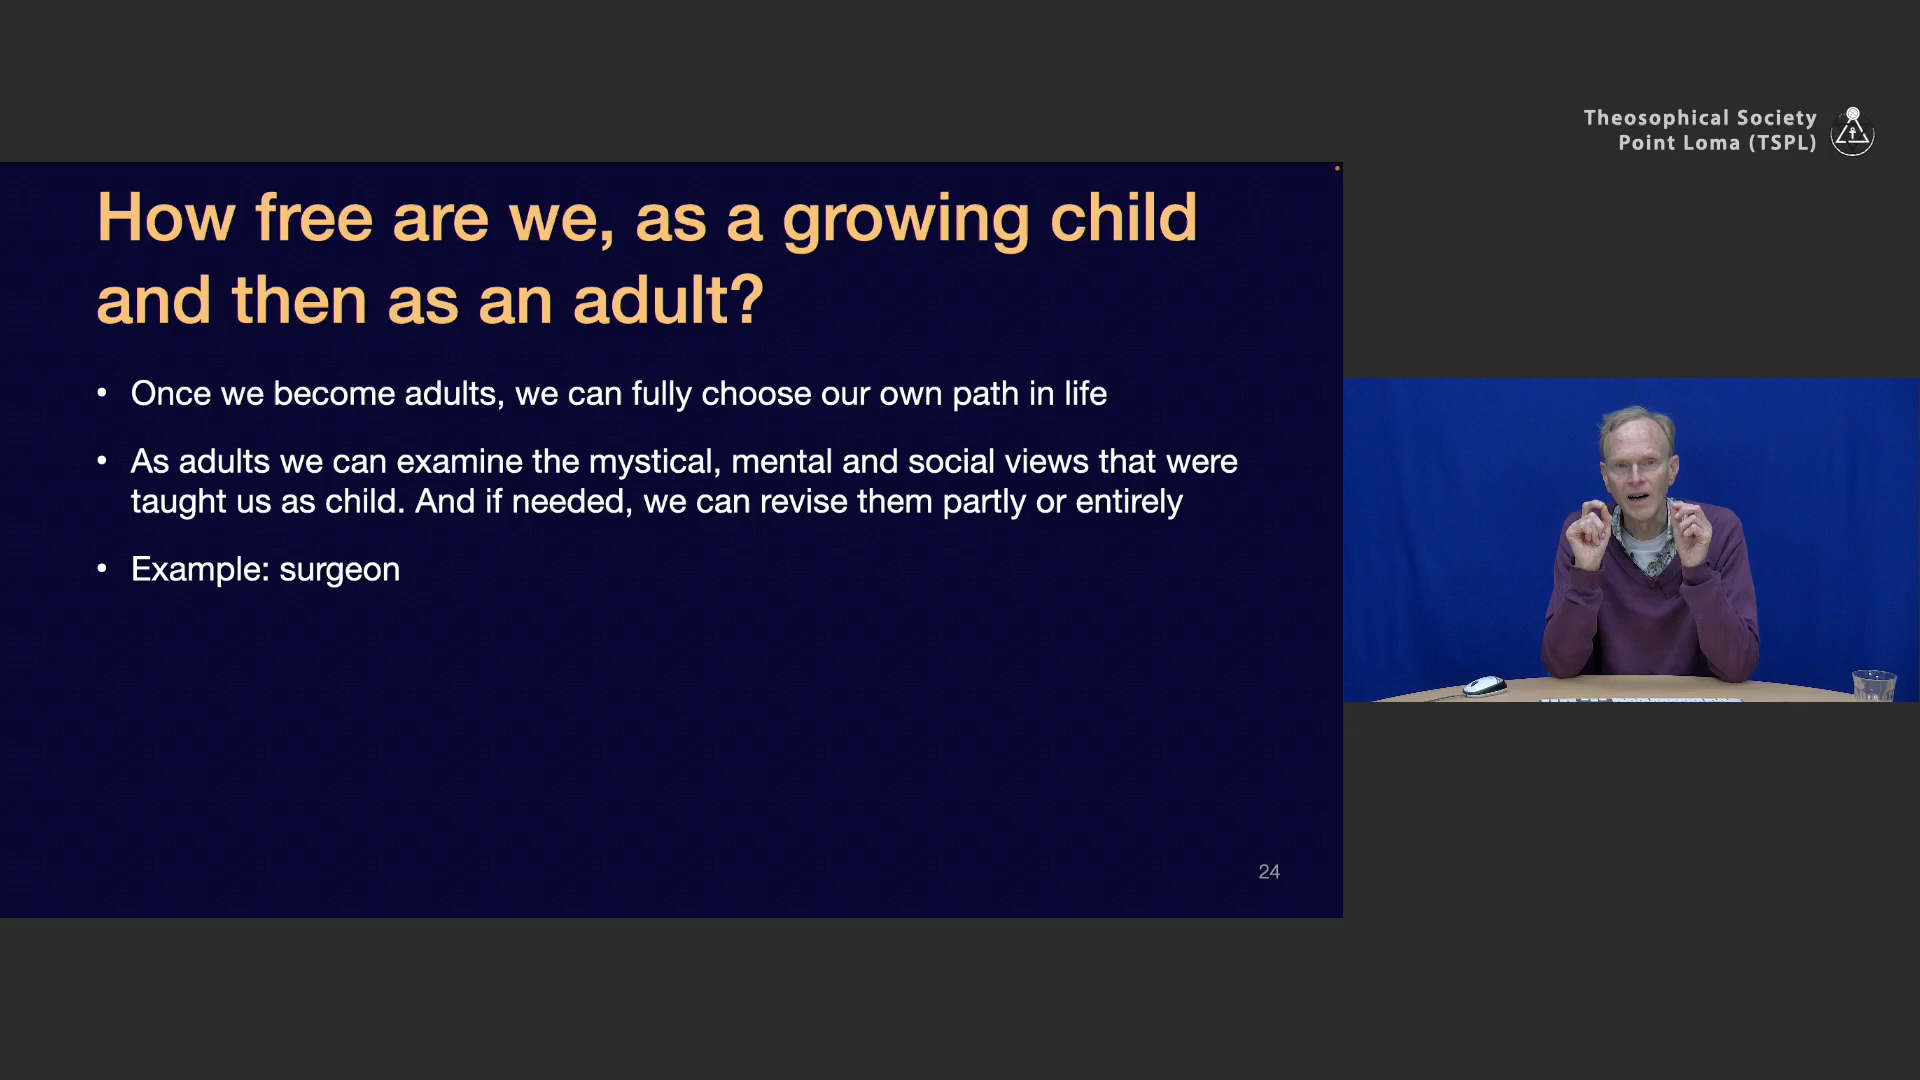 Theosophical Society
Point Loma (TSPL)
How free are we, as a growing child
and then as an adult?
• Once we become adults, we can fully choose our own path in life
• As adults we can examine the mystical, mental and social views that were
taught us as child. And if needed, we can revise them partly or entirely
• Example: surgeon
24